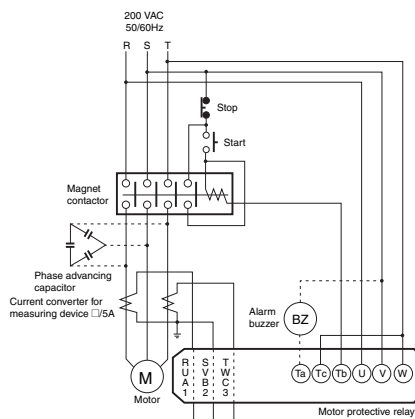 200 VAC
50/60Hz
R S T
Stop
Start
Magnet
contactor
Phase advancing
capacitor
Current converter for
measuring device □/5A
Alarm
buzzer
BZ
M
Motor
R U A 1
S V B 2
T W C 3
Ta Tc Tb U V W
Motor protective relay